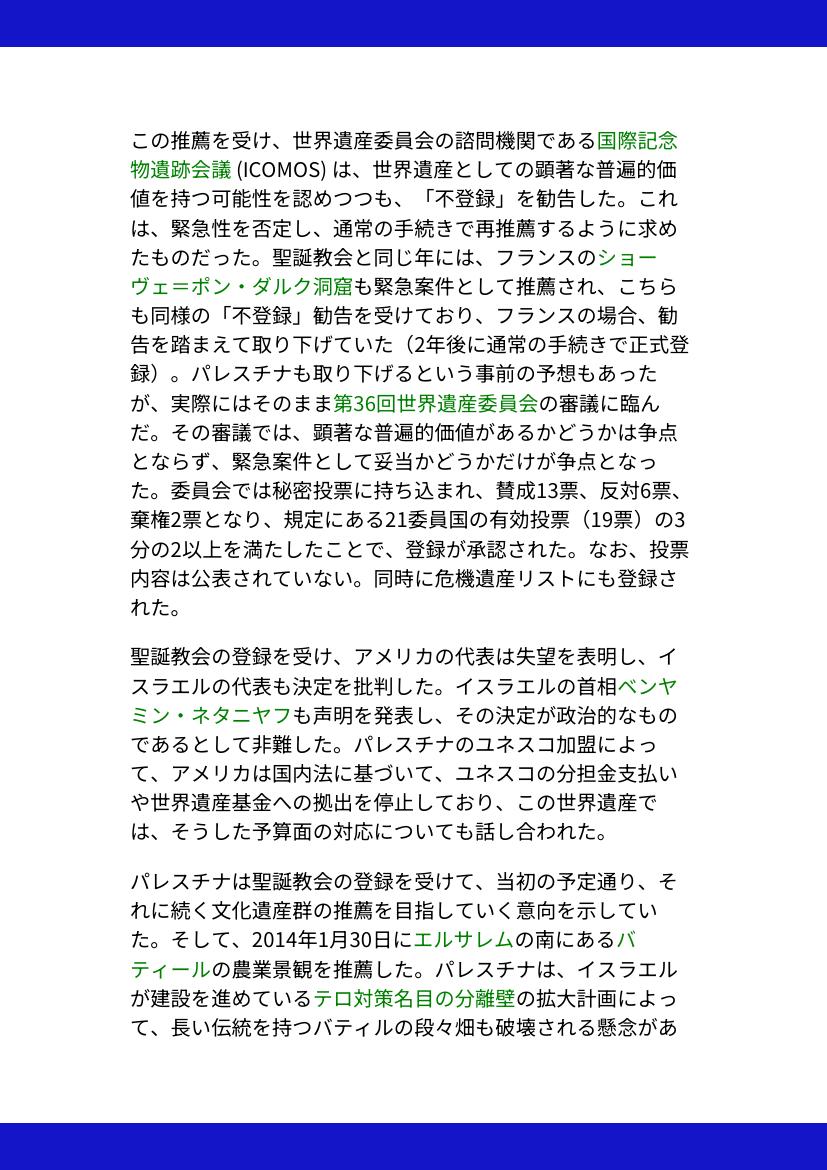 この推薦を受け、世界遺産委員会の諮問機関である国際記念
物遺跡会議 (ICOMOS) は、世界遺産としての顕著な普遍的価
値を持つ可能性を認めつつも、「不登録」を勧告した。これ
は、緊急性を否定し、通常の手続きで再推薦するように求め
たものだった。聖誕教会と同じ年には、フランスのショー
ヴェ＝ポン・ダルク洞窟も緊急案件として推薦され、こちら
も同様の「不登録」勧告を受けており、フランスの場合、勧
告を踏まえて取り下げていた（2年後に通常の手続きで正式登
録）。パレスチナも取り下げるという事前の予想もあった
が、実際にはそのまま第36回世界遺産委員会の審議に臨ん
だ。その審議では、顕著な普遍的価値があるかどうかは争点
とならず、緊急案件として妥当かどうかだけが争点となっ
た。委員会では秘密投票に持ち込まれ、賛成13票、反対6票、
棄権2票となり、規定にある21委員国の有効投票（19票）の3
分の2以上を満たしたことで、登録が承認された。なお、投票
内容は公表されていない。同時に危機遺産リストにも登録さ
れた。
聖誕教会の登録を受け、アメリカの代表は失望を表明し、イ
スラエルの代表も決定を批判した。イスラエルの首相ベンヤ
ミン・ネタニヤフも声明を発表し、その決定が政治的なもの
であるとして非難した。パレスチナのユネスコ加盟によっ
て、アメリカは国内法に基づいて、ユネスコの分担金支払い
や世界遺産基金への拠出を停止しており、この世界遺産で
は、そうした予算面の対応についても話し合われた。
パレスチナは聖誕教会の登録を受けて、当初の予定通り、そ
れに続く文化遺産群の推薦を目指していく意向を示してい
た。そして、2014年1月30日にエルサレムの南にあるバ
ティールの農業景観を推薦した。パレスチナは、イスラエル
が建設を進めているテロ対策名目の分離壁の拡大計画によっ
て、長い伝統を持つバティルの段々畑も破壊される懸念があ